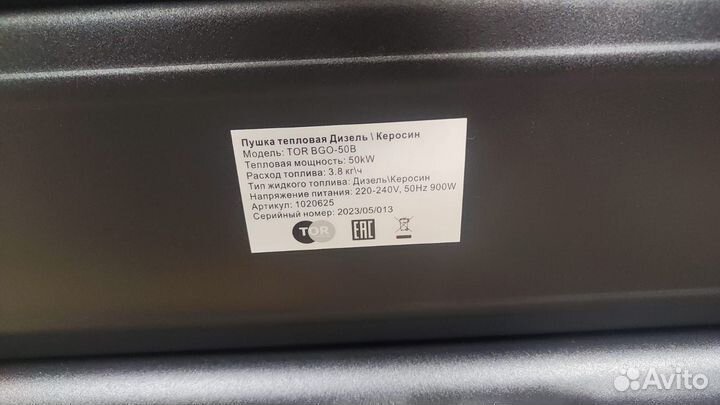 Пушка тепловая Дизель \ Керосин
Модель: TOR BGO-50B
Тепловая мощность: 50kW
Расход топлива: 3.8 кг\ч
Тип жидкого топлива: Дизель\Керосин
Напряжение питания: 220-240V, 50Hz 900W
Артикул: 1020625
Серийный номер: 2023/05/013
TOR EAC
Avito